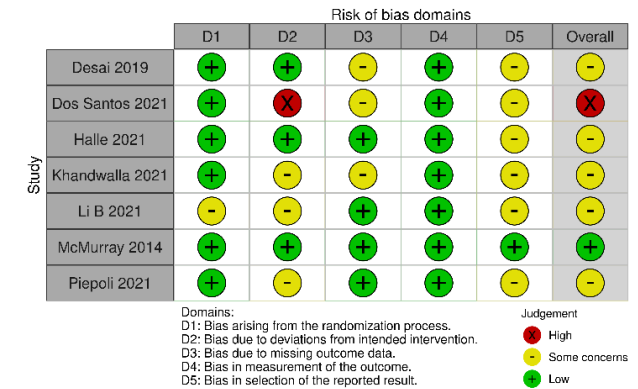 Risk of bias domains
D1 D2 D3 D4 D5 Overall
Desai 2019 + + - + - -
Dos Santos 2021 + X - + - X
Halle 2021 + + + + - -
Khandwalla 2021 + - - + - -
Li B 2021 - - + + - -
McMurray 2014 + + + + + +
Piepoli 2021 + - + + - -
Study
Domains:
D1: Bias arising from the randomization process.
D2: Bias due to deviations from intended intervention.
D3: Bias due to missing outcome data.
D4: Bias in measurement of the outcome.
D5: Bias in selection of the reported result.
Judgement
X High
- Some concerns
+ Low